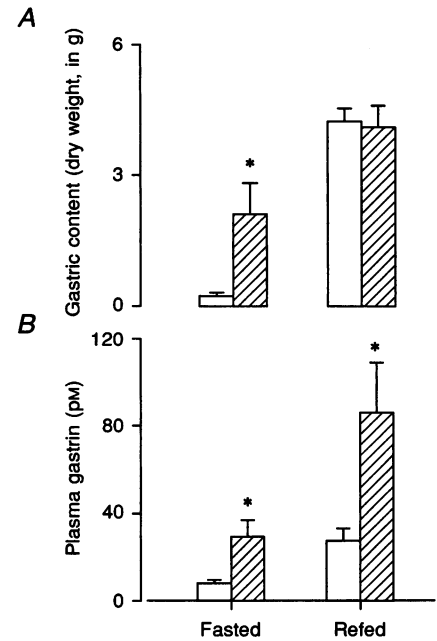 A
Gastric content (dry weight, in g)
6
3
0
*
B
Plasma gastrin (pM)
120
80
40
0
*
*
Fasted
Refed